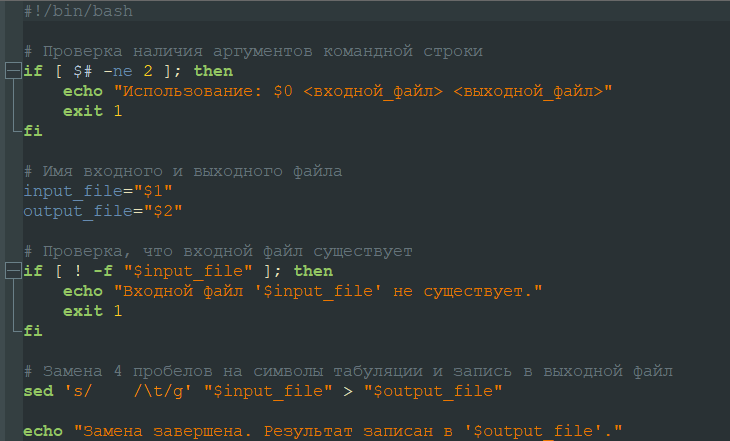 #!/bin/bash
# Проверка наличия аргументов командной строки
if [ $# -ne 2 ]; then
    echo "Использование: $0 <входной_файл> <выходной_файл>"
    exit 1
fi
# Имя входного и выходного файла
input_file="$1"
output_file="$2"
# Проверка, что входной файл существует
if [ ! -f "$input_file" ]; then
    echo "Входной файл '$input_file' не существует."
    exit 1
fi
# Замена 4 пробелов на символы табуляции и запись в выходной файл
sed 's/    /\t/g' "$input_file" > "$output_file"
echo "Замена завершена. Результат записан в '$output_file'."